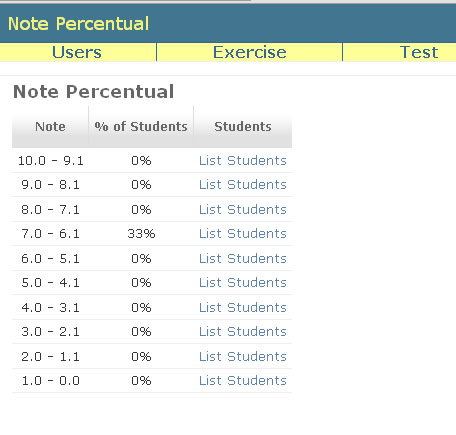 Note Percentual
Users Exercise Test
Note Percentual
Note % of Students Students
10.0 - 9.1 0% List Students
9.0 - 8.1 0% List Students
8.0 - 7.1 0% List Students
7.0 - 6.1 33% List Students
6.0 - 5.1 0% List Students
5.0 - 4.1 0% List Students
4.0 - 3.1 0% List Students
3.0 - 2.1 0% List Students
2.0 - 1.1 0% List Students
1.0 - 0.0 0% List Students